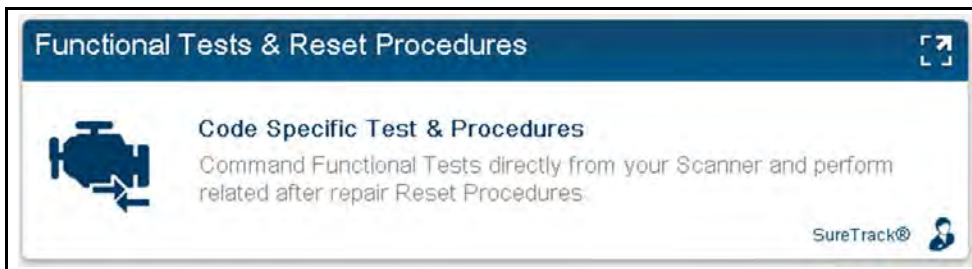 Functional Tests & Reset Procedures
Code Specific Test & Procedures
Command Functional Tests directly from your Scanner and perform
related after repair Reset Procedures
SureTrack®